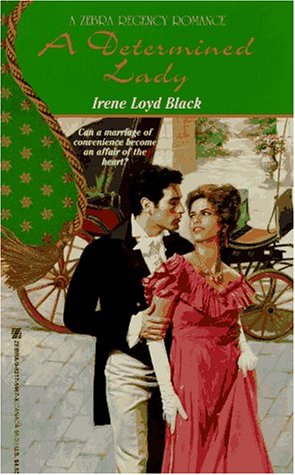 A ZEBRA REGENCY ROMANCE
A Determined
Lady
Irene Loyd Black
Can a marriage of
convenience become
an affair of the
heart?